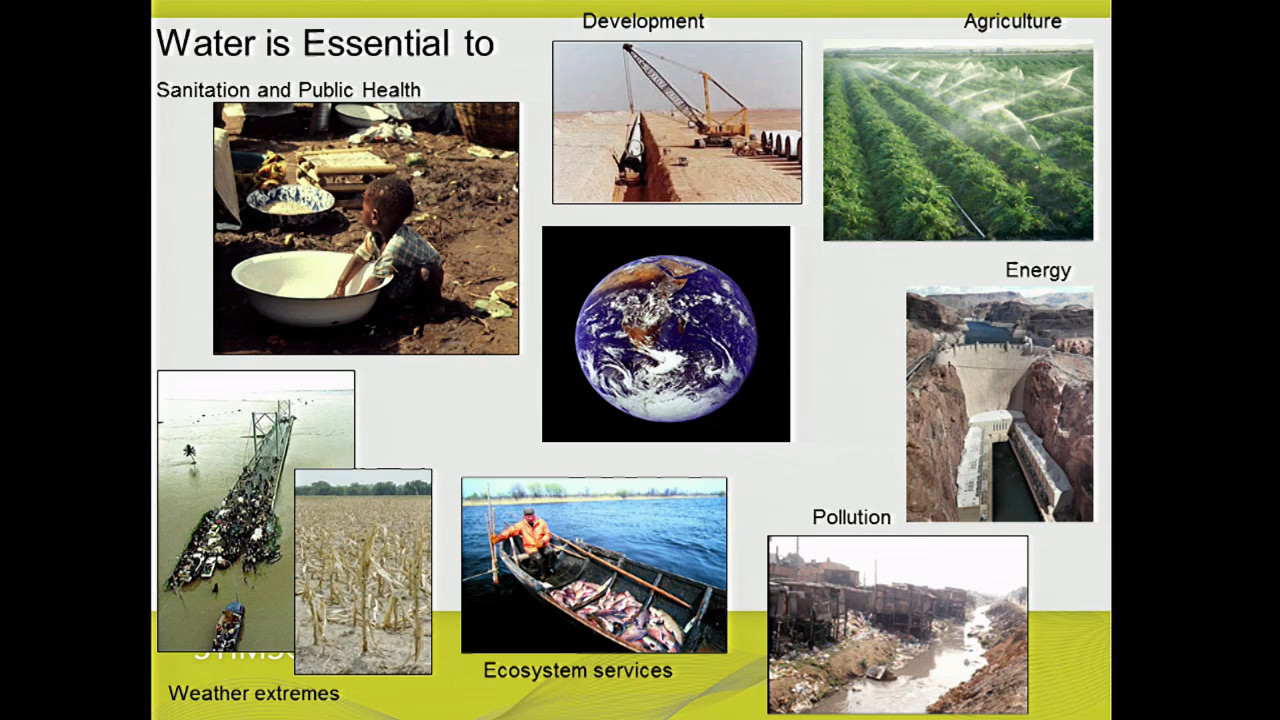 Water is Essential to
Development
Agriculture
Sanitation and Public Health
Energy
Pollution
Ecosystem services
Weather extremes